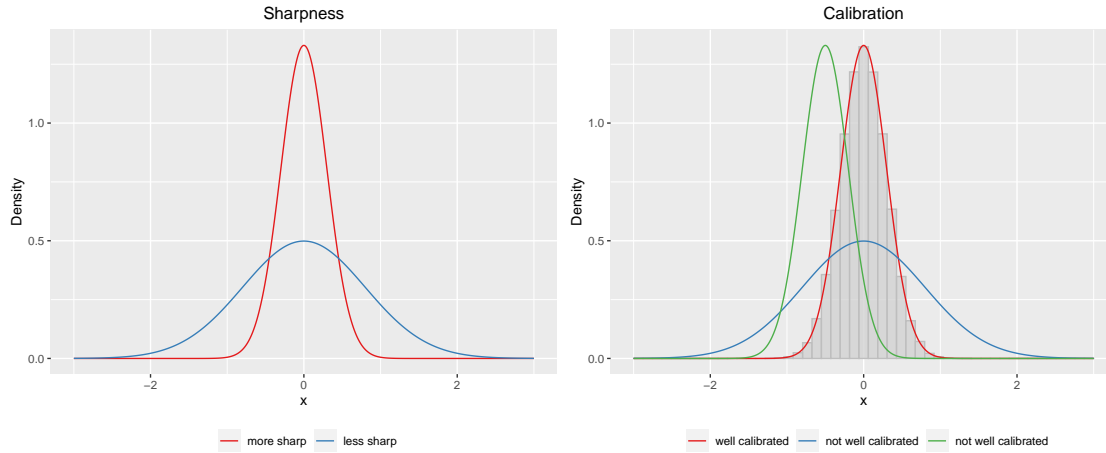 Sharpness
Density
1.0
0.5
0.0
−2
0
2
x
more sharp
less sharp
Calibration
Density
1.0
0.5
0.0
−2
0
2
x
well calibrated
not well calibrated
not well calibrated